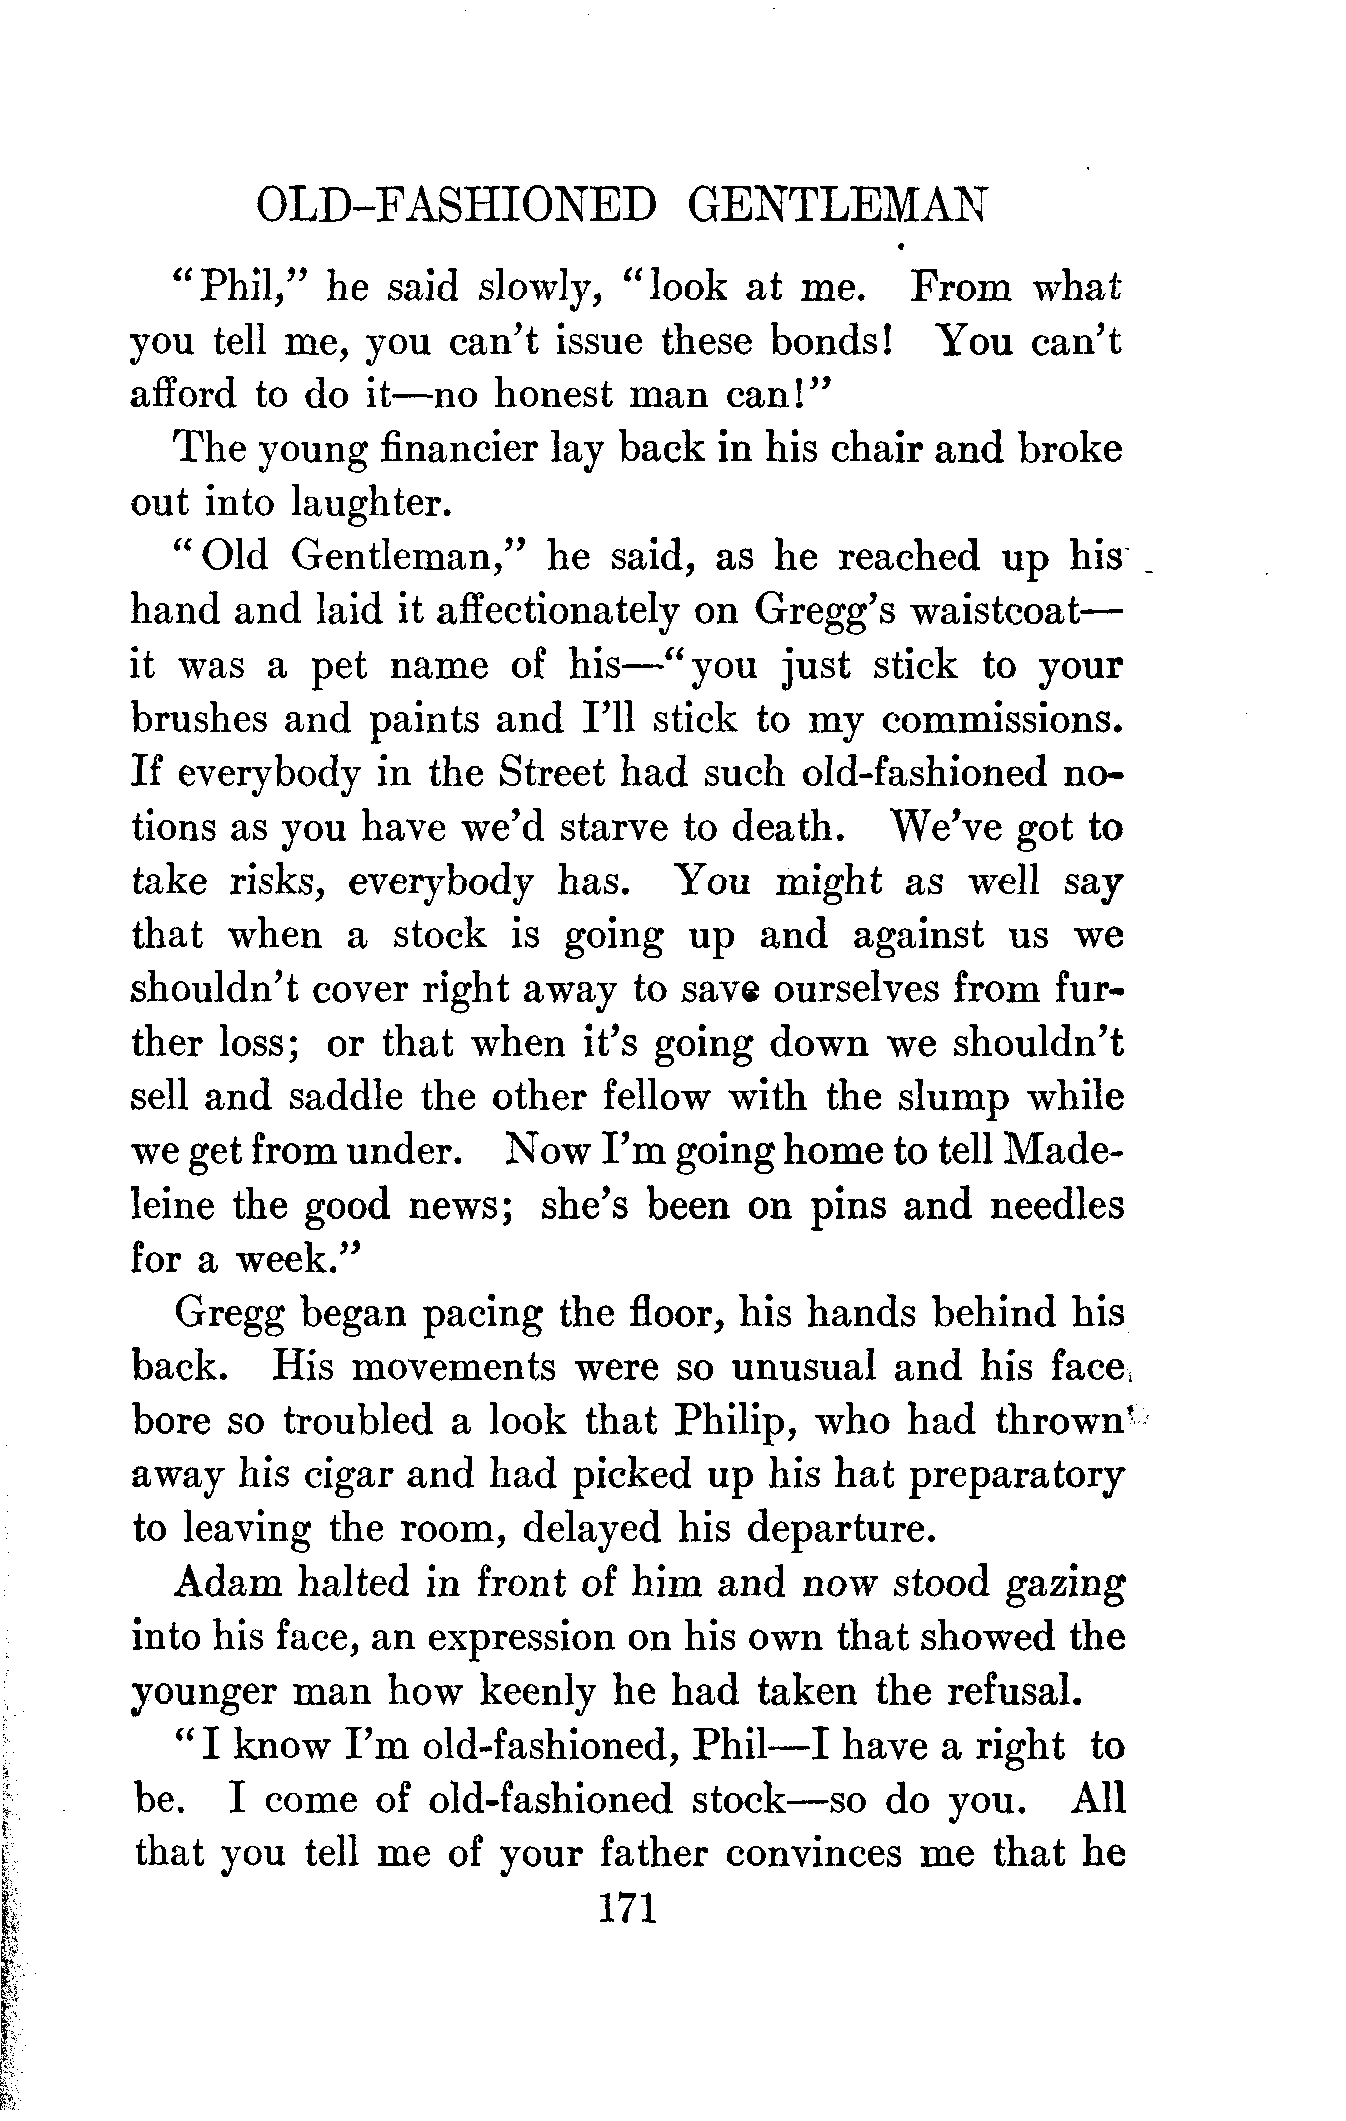 OLD-FASHIONED GENTLEMAN
"Phil," he said slowly, "look at me. From what
you tell me, you can't issue these bonds! You can't
afford to do it—no honest man can!"
The young financier lay back in his chair and broke
out into laughter.
"Old Gentleman," he said, as he reached up his
hand and laid it affectionately on Gregg's waistcoat—
it was a pet name of his—"you just stick to your
brushes and paints and I'll stick to my commissions.
If everybody in the Street had such old-fashioned no-
tions as you have we'd starve to death. We've got to
take risks, everybody has. You might as well say
that when a stock is going up and against us we
shouldn't cover right away to save ourselves from fur-
ther loss; or that when it's going down we shouldn't
sell and saddle the other fellow with the slump while
we get from under. Now I'm going home to tell Made-
leine the good news; she's been on pins and needles
for a week."
Gregg began pacing the floor, his hands behind his
back. His movements were so unusual and his face
bore so troubled a look that Philip, who had thrown
away his cigar and had picked up his hat preparatory
to leaving the room, delayed his departure.
Adam halted in front of him and now stood gazing
into his face, an expression on his own that showed the
younger man how keenly he had taken the refusal.
"I know I'm old-fashioned, Phil—I have a right to
be. I come of old-fashioned stock—so do you. All
that you tell me of your father convinces me that he
171